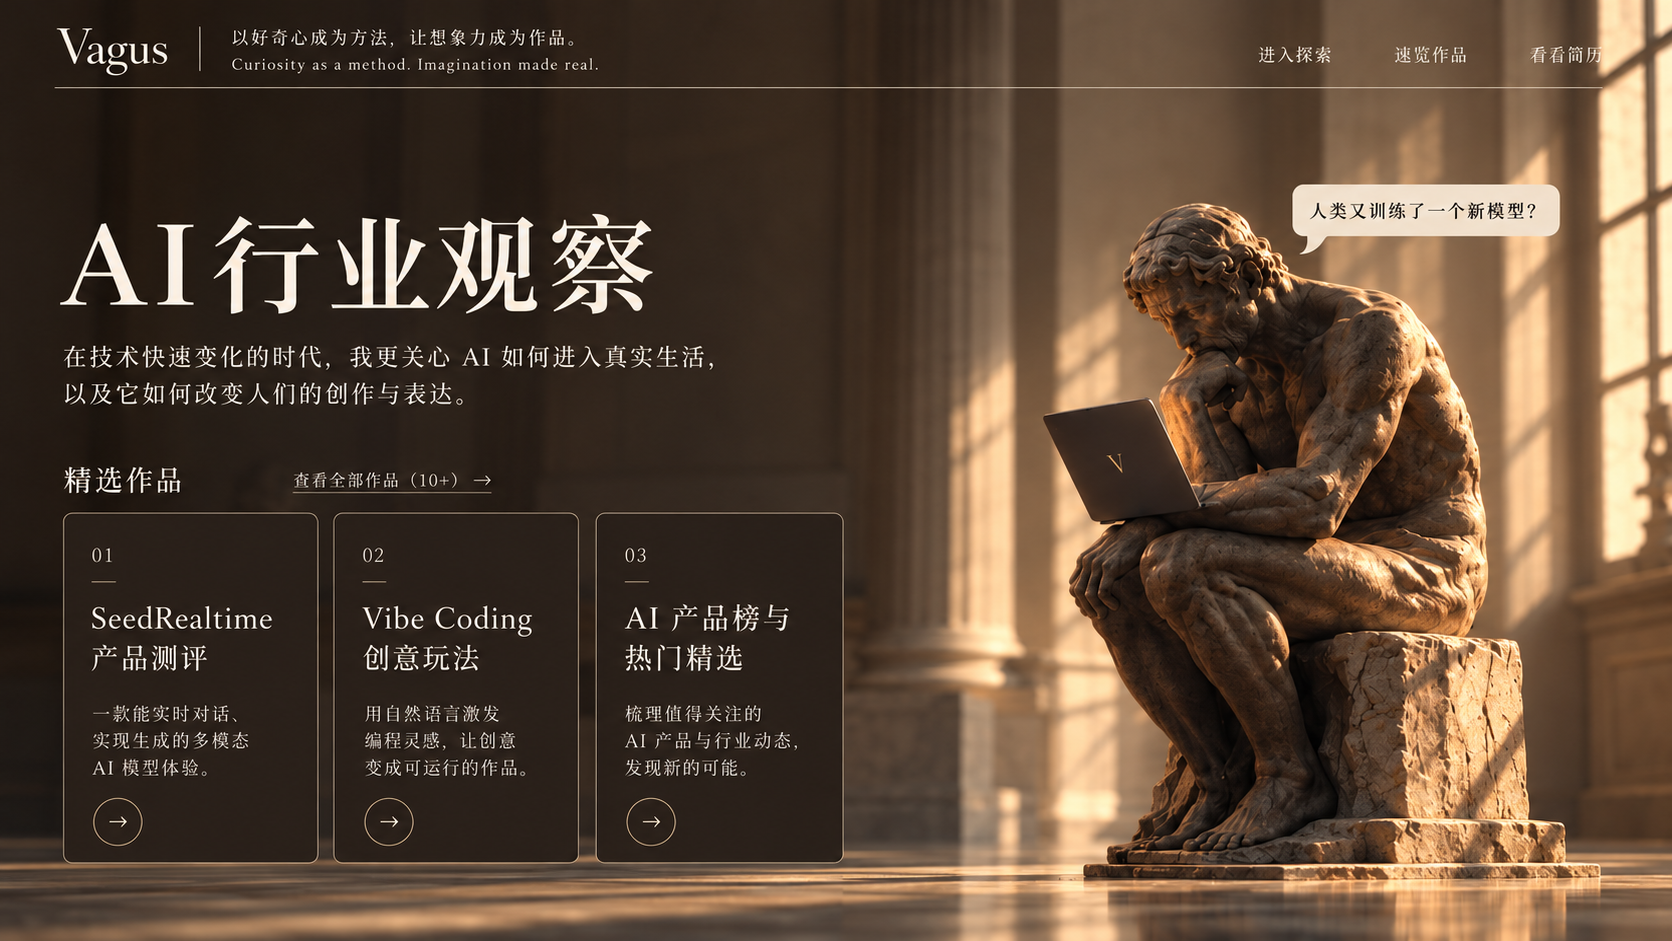 Vagus
以好奇心成为方法，让想象力成为作品。
Curiosity as a method. Imagination made real.
进入探索
速览作品
看看简历
人类又训练了一个新模型？
AI行业观察
在技术快速变化的时代，我更关心 AI 如何进入真实生活，
以及它如何改变人们的创作与表达。
精选作品
查看全部作品（10+） →
01
SeedRealtime
产品测评
一款能实时对话、
实现生成的多模态
AI 模型体验。
→
02
Vibe Coding
创意玩法
用自然语言激发
编程灵感，让创意
变成可运行的作品。
→
03
AI 产品榜与
热门精选
梳理值得关注的
AI 产品与行业动态，
发现新的可能。
→
V